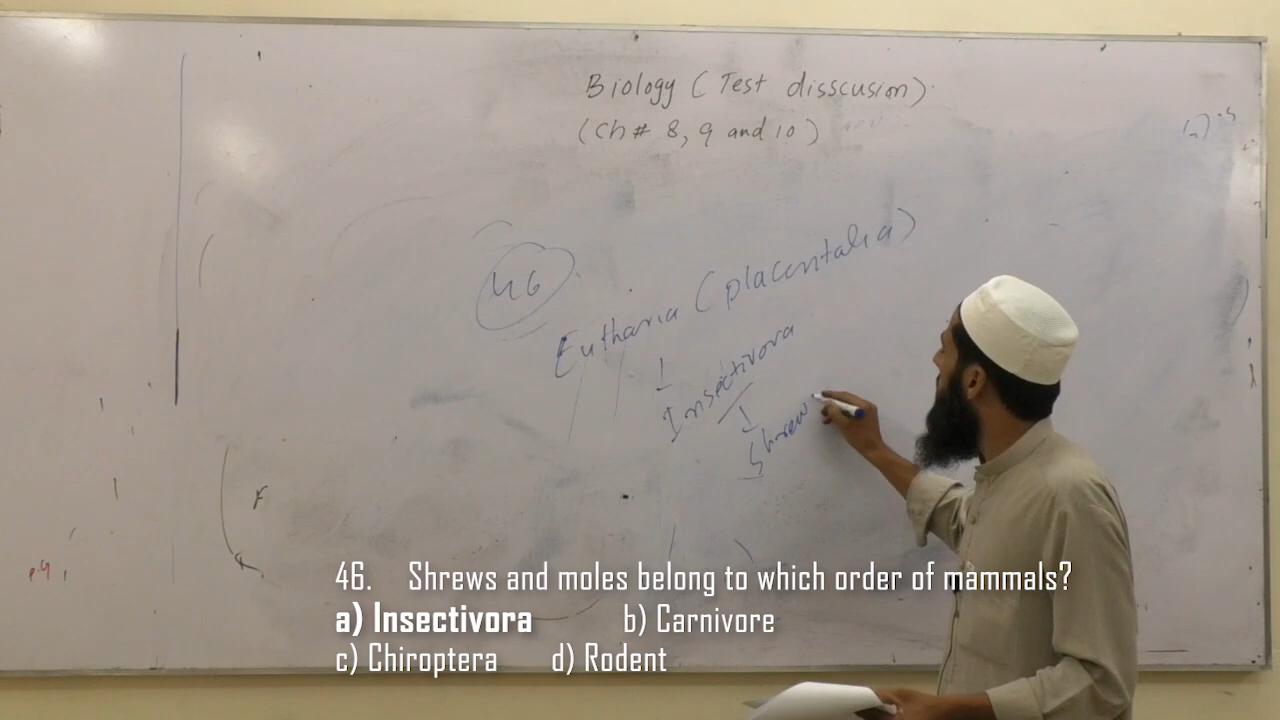 Biology (Test disscusion)
(Ch# 8, 9 and 10)
46
Eutharia (placentalia)
Insectivora
Shrew
46. Shrews and moles belong to which order of mammals?
a) Insectivora b) Carnivore
c) Chiroptera d) Rodent